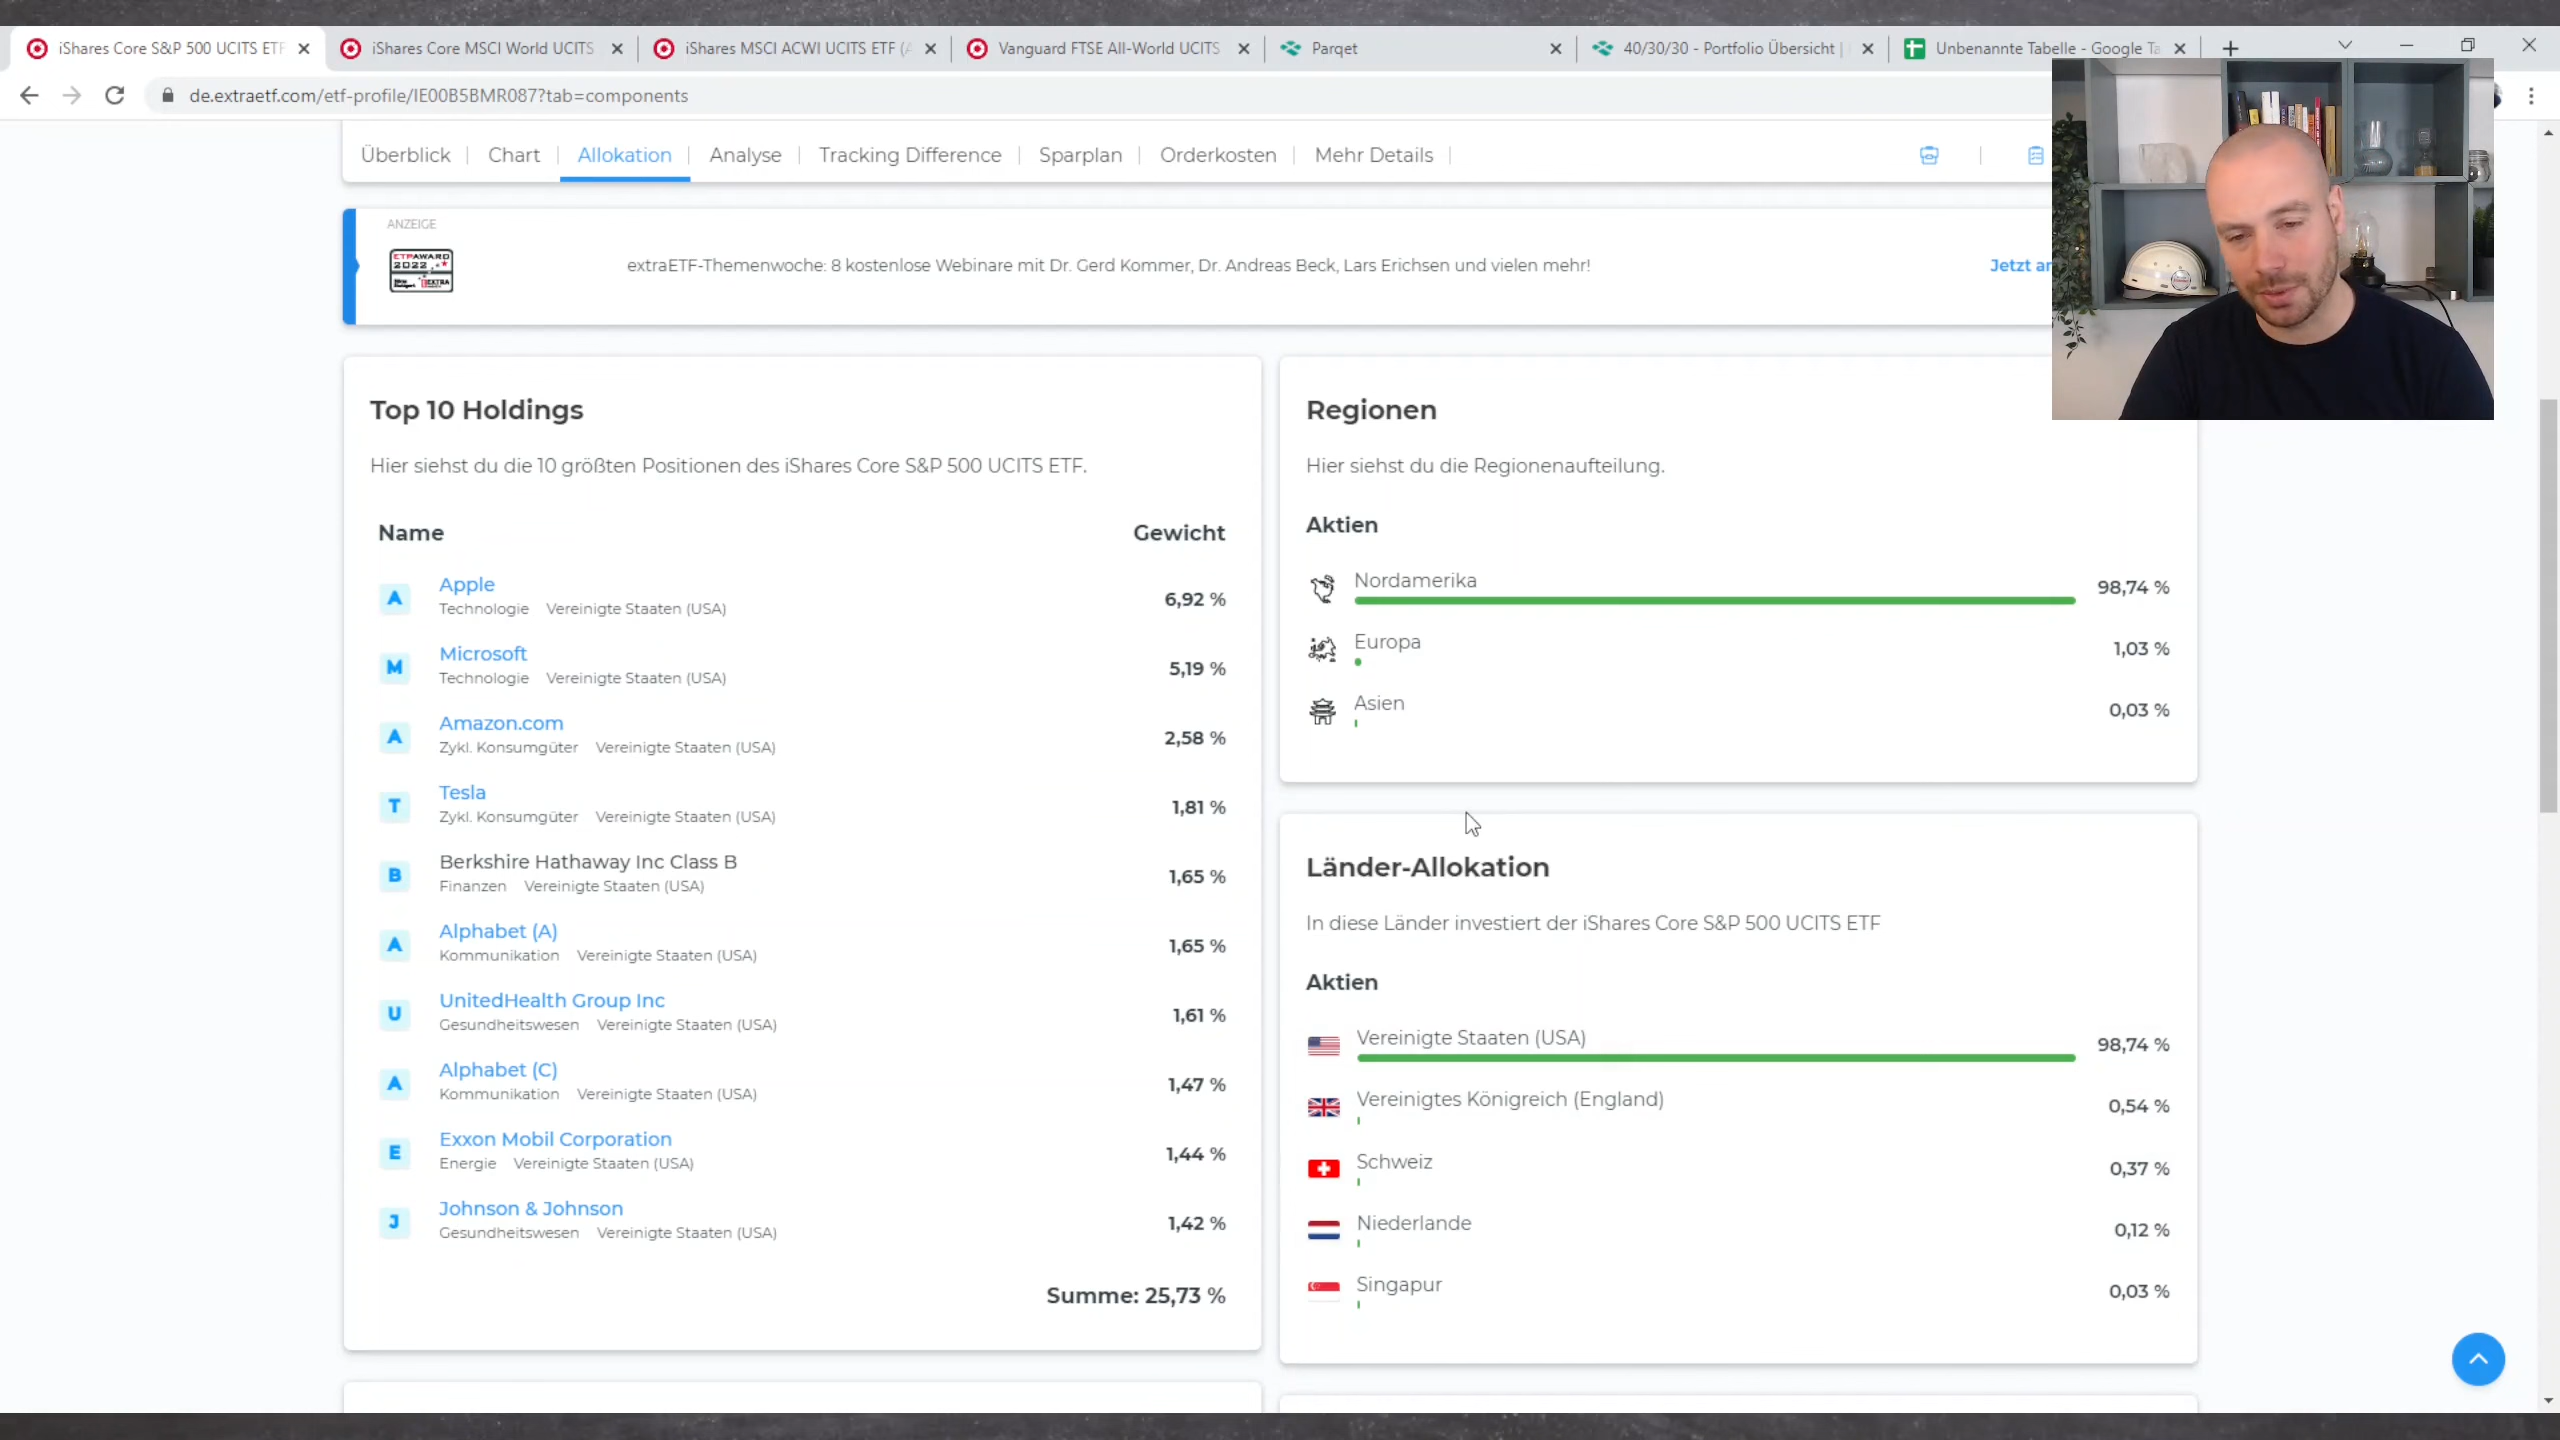 iShares Core S&P 500 UCITS ETF
iShares Core MSCI World UCITS
iShares MSCI ACWI UCITS ETF (A
Vanguard FTSE All-World UCITS
Parqet
40/30/30 - Portfolio Übersicht |
Unbenannte Tabelle - Google Ta
de.extraetf.com/etf-profile/IE00B5BMR087?tab=components
Überblick
Chart
Allokation
Analyse
Tracking Difference
Sparplan
Orderkosten
Mehr Details
ANZEIGE
ETP AWARD
2022
EXTRA
extraETF-Themenwoche: 8 kostenlose Webinare mit Dr. Gerd Kommer, Dr. Andreas Beck, Lars Erichsen und vielen mehr!
Jetzt an
Top 10 Holdings
Hier siehst du die 10 größten Positionen des iShares Core S&P 500 UCITS ETF.
Name Gewicht
A Apple 6,92 %
Technologie Vereinigte Staaten (USA)
M Microsoft 5,19 %
Technologie Vereinigte Staaten (USA)
A Amazon.com 2,58 %
Zykl. Konsumgüter Vereinigte Staaten (USA)
T Tesla 1,81 %
Zykl. Konsumgüter Vereinigte Staaten (USA)
B Berkshire Hathaway Inc Class B 1,65 %
Finanzen Vereinigte Staaten (USA)
A Alphabet (A) 1,65 %
Kommunikation Vereinigte Staaten (USA)
U UnitedHealth Group Inc 1,61 %
Gesundheitswesen Vereinigte Staaten (USA)
A Alphabet (C) 1,47 %
Kommunikation Vereinigte Staaten (USA)
E Exxon Mobil Corporation 1,44 %
Energie Vereinigte Staaten (USA)
J Johnson & Johnson 1,42 %
Gesundheitswesen Vereinigte Staaten (USA)
Summe: 25,73 %
Regionen
Hier siehst du die Regionenaufteilung.
Aktien
Nordamerika 98,74 %
Europa 1,03 %
Asien 0,03 %
Länder-Allokation
In diese Länder investiert der iShares Core S&P 500 UCITS ETF
Aktien
Vereinigte Staaten (USA) 98,74 %
Vereinigtes Königreich (England) 0,54 %
Schweiz 0,37 %
Niederlande 0,12 %
Singapur 0,03 %